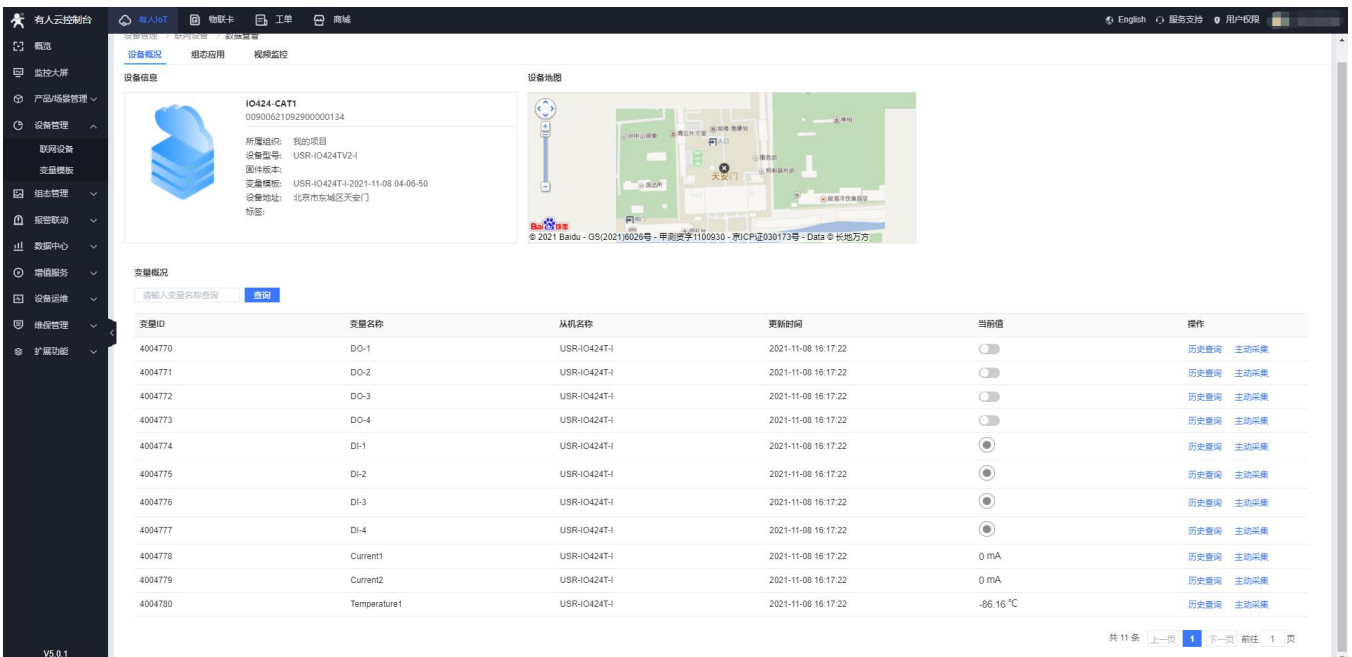 有人云控制台 有人IoT 物联卡 工单 商城 English 服务支持 用户权限
概览
监控大屏
产品/场景管理
设备管理
联网设备
变量模板
组态管理
报警联动
数据中心
增值服务
设备运维
维保管理
扩展功能
V5.0.1
设备管理 / 联网设备 / 数据查看
设备概况 组态应用 视频监控
设备信息
IO424-CAT1
00900621092900000134
所属组织: 我的项目
设备型号: USR-IO424TV2-I
固件版本:
变量模板: USR-IO424T-I-2021-11-08 04-06-50
设备地址: 北京市东城区天安门
标签:
设备地图
天安门
© 2021 Baidu - GS(2021)6026号 - 甲测资字1100930 - 京ICP证030173号 - Data © 长地万方
变量概况
请输入变量名称查询 查询
变量ID 变量名称 从机名称 更新时间 当前值 操作
4004770 DO-1 USR-IO424T-I 2021-11-08 16:17:22 历史查询 主动采集
4004771 DO-2 USR-IO424T-I 2021-11-08 16:17:22 历史查询 主动采集
4004772 DO-3 USR-IO424T-I 2021-11-08 16:17:22 历史查询 主动采集
4004773 DO-4 USR-IO424T-I 2021-11-08 16:17:22 历史查询 主动采集
4004774 DI-1 USR-IO424T-I 2021-11-08 16:17:22 历史查询 主动采集
4004775 DI-2 USR-IO424T-I 2021-11-08 16:17:22 历史查询 主动采集
4004776 DI-3 USR-IO424T-I 2021-11-08 16:17:22 历史查询 主动采集
4004777 DI-4 USR-IO424T-I 2021-11-08 16:17:22 历史查询 主动采集
4004778 Current1 USR-IO424T-I 2021-11-08 16:17:22 0 mA 历史查询 主动采集
4004779 Current2 USR-IO424T-I 2021-11-08 16:17:22 0 mA 历史查询 主动采集
4004780 Temperature1 USR-IO424T-I 2021-11-08 16:17:22 -86.16 ℃ 历史查询 主动采集
共 11 条 上一页 1 下一页 前往 1 页